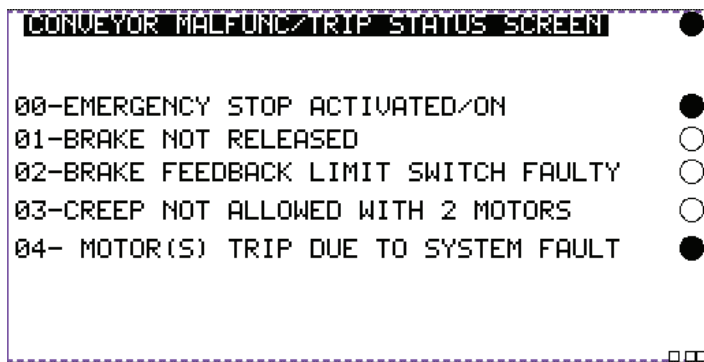 CONVEYOR MALFUNC/TRIP STATUS SCREEN
00-EMERGENCY STOP ACTIVATED/ON
01-BRAKE NOT RELEASED
02-BRAKE FEEDBACK LIMIT SWITCH FAULTY
03-CREEP NOT ALLOWED WITH 2 MOTORS
04- MOTOR(S) TRIP DUE TO SYSTEM FAULT